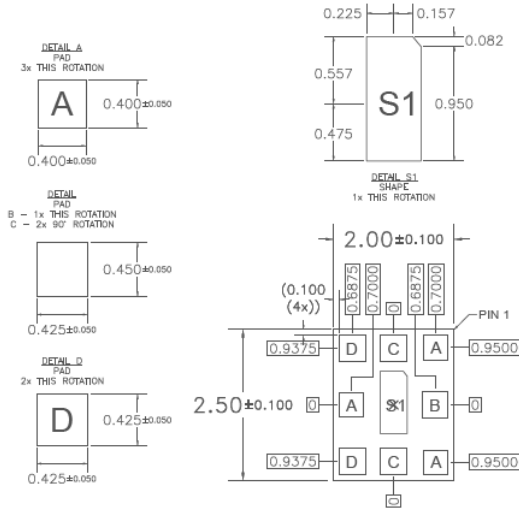 DETAIL A
PAD
3x THIS ROTATION
A
0.400±0.050
0.400±0.050
DETAIL
PAD
B – 1x THIS ROTATION
C – 2x 90° ROTATION
0.450±0.050
0.425±0.050
DETAIL D
PAD
2x THIS ROTATION
D
0.425±0.050
0.425±0.050
0.225
0.157
0.082
0.557
S1
0.950
0.475
DETAIL S1
SHAPE
1x THIS ROTATION
2.00±0.100
(0.100
(4x))
0.6875
0.7000
0
0.6875
0.7000
PIN 1
0.9375
D
C
A
0.9500
2.50±0.100
0
A
S1
B
0
0.9375
D
C
A
0.9500
0